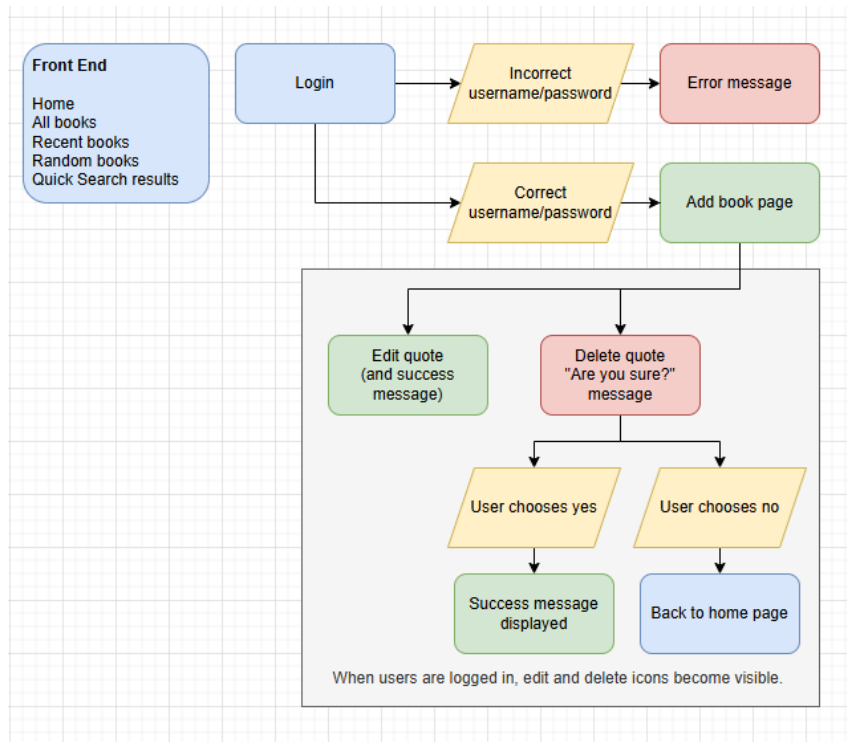 Front End
Home
All books
Recent books
Random books
Quick Search results
Login
Incorrect
username/password
Error message
Correct
username/password
Add book page
Edit quote
(and success
message)
Delete quote
"Are you sure?"
message
User chooses yes
User chooses no
Success message
displayed
Back to home page
When users are logged in, edit and delete icons become visible.